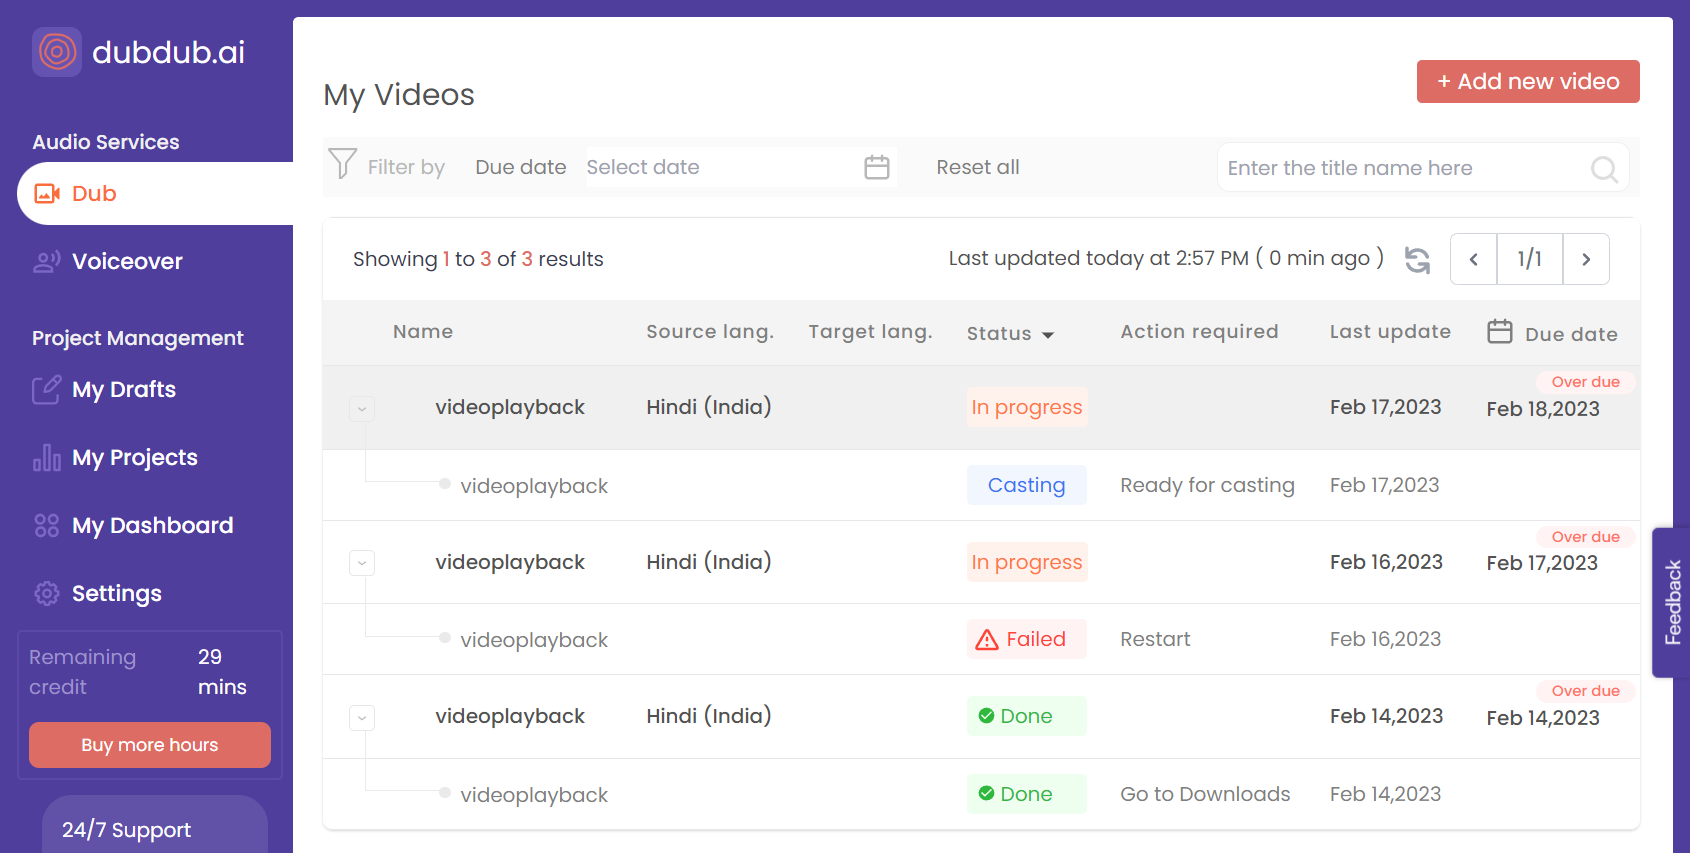 dubdub.ai
Audio Services
Dub
Voiceover
Project Management
My Drafts
My Projects
My Dashboard
Settings
Remaining credit
29 mins
Buy more hours
24/7 Support
My Videos
+ Add new video
Filter by
Due date
Select date
Reset all
Enter the title name here
Showing 1 to 3 of 3 results
Last updated today at 2:57 PM ( 0 min ago )
1/1
Name Source lang. Target lang. Status Action required Last update Due date
Over due
videoplayback Hindi (India) In progress Feb 17,2023 Feb 18,2023
videoplayback Casting Ready for casting Feb 17,2023
Over due
videoplayback Hindi (India) In progress Feb 16,2023 Feb 17,2023
videoplayback Failed Restart Feb 16,2023
Over due
videoplayback Hindi (India) Done Feb 14,2023 Feb 14,2023
videoplayback Done Go to Downloads Feb 14,2023
Feedback